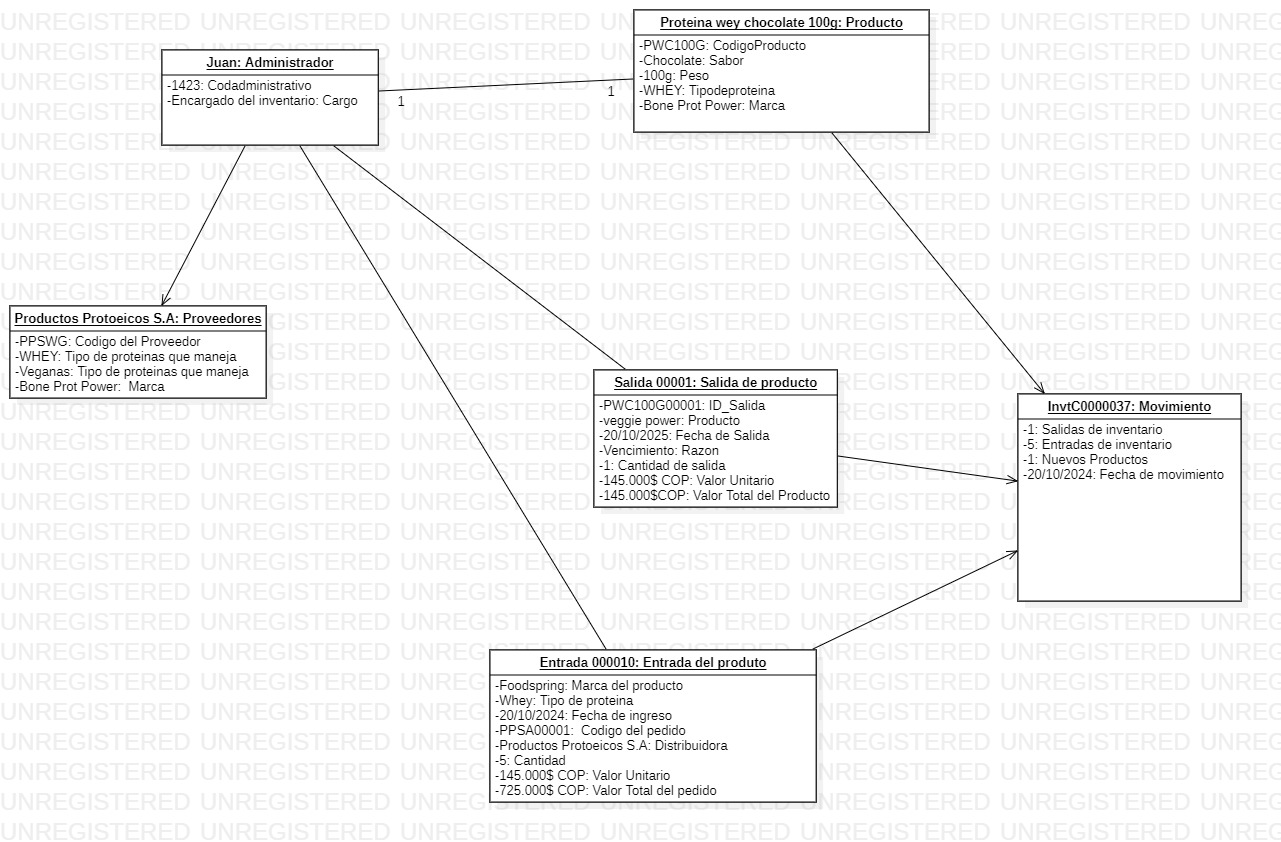 Proteina wey chocolate 100g: Producto
-PWC100G: CodigoProducto
-Chocolate: Sabor
-100g: Peso
-WHEY: Tipodeproteina
-Bone Prot Power: Marca
Juan: Administrador
-1423: Codadministrativo
-Encargado del inventario: Cargo
1
1
Productos Protoeicos S.A: Proveedores
-PPSWG: Codigo del Proveedor
-WHEY: Tipo de proteinas que maneja
-Veganas: Tipo de proteinas que maneja
-Bone Prot Power:  Marca
Salida 00001: Salida de producto
-PWC100G00001: ID_Salida
-veggie power: Producto
-20/10/2025: Fecha de Salida
-Vencimiento: Razon
-1: Cantidad de salida
-145.000$ COP: Valor Unitario
-145.000$COP: Valor Total del Producto
InvtC0000037: Movimiento
-1: Salidas de inventario
-5: Entradas de inventario
-1: Nuevos Productos
-20/10/2024: Fecha de movimiento
Entrada 000010: Entrada del produto
-Foodspring: Marca del producto
-Whey: Tipo de proteina
-20/10/2024: Fecha de ingreso
-PPSA00001:  Codigo del pedido
-Productos Protoeicos S.A: Distribuidora
-5: Cantidad
-145.000$ COP: Valor Unitario
-725.000$ COP: Valor Total del pedido
UNREGISTERED